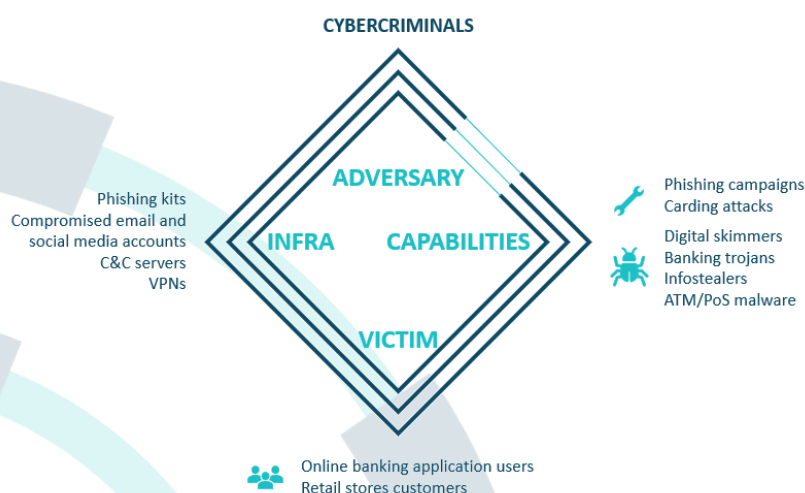 CYBERCRIMINALS
ADVERSARY
INFRA
CAPABILITIES
VICTIM
Phishing kits
Compromised email and
social media accounts
C&C servers
VPNs
Phishing campaigns
Carding attacks
Digital skimmers
Banking trojans
Infostealers
ATM/PoS malware
Online banking application users
Retail stores customers